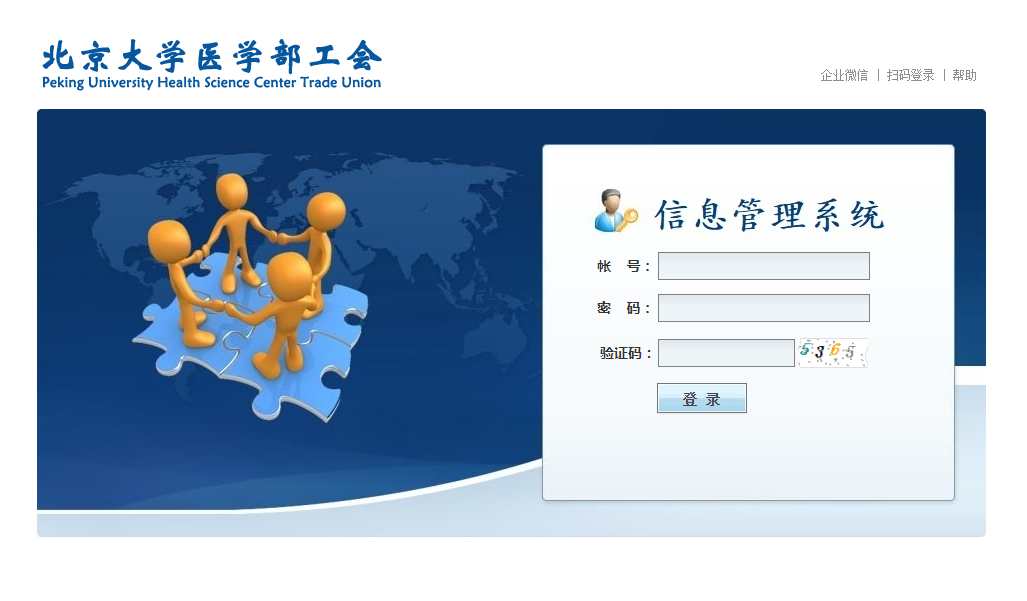 北京大学医学部工会
Peking University Health Science Center Trade Union
企业微信 | 扫码登录 | 帮助
信息管理系统
帐 号：
密 码：
验证码： 5365
登 录